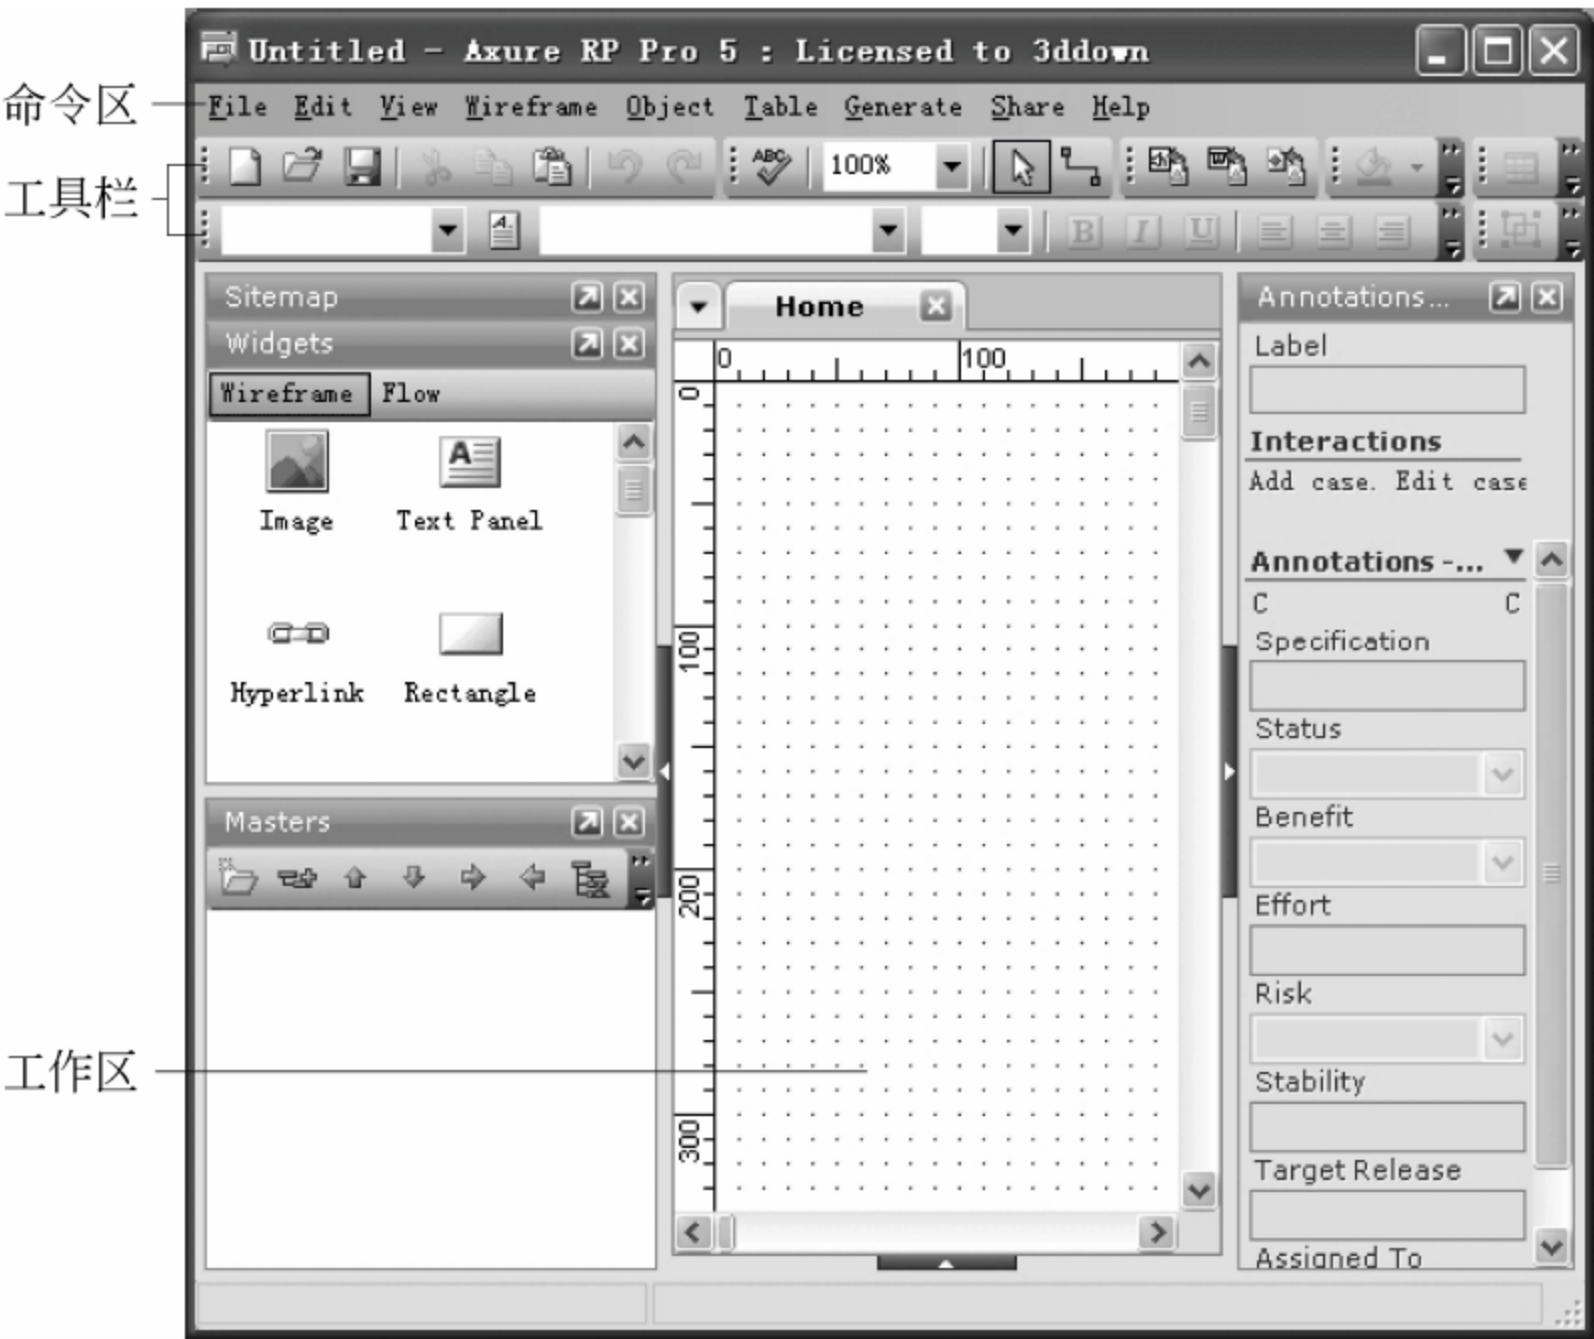 Untitled - Axure RP Pro 5 : Licensed to 3ddown
命令区
File Edit View Wireframe Object Table Generate Share Help
工具栏
ABC
100%
A
B I U
Sitemap
Widgets
Wireframe Flow
Image
A
Text Panel
Hyperlink
Rectangle
Masters
工作区
Home
0 100
0
100
200
300
Annotations...
Label
Interactions
Add case. Edit case
Annotations -...
C C
Specification
Status
Benefit
Effort
Risk
Stability
Target Release
Assigned To